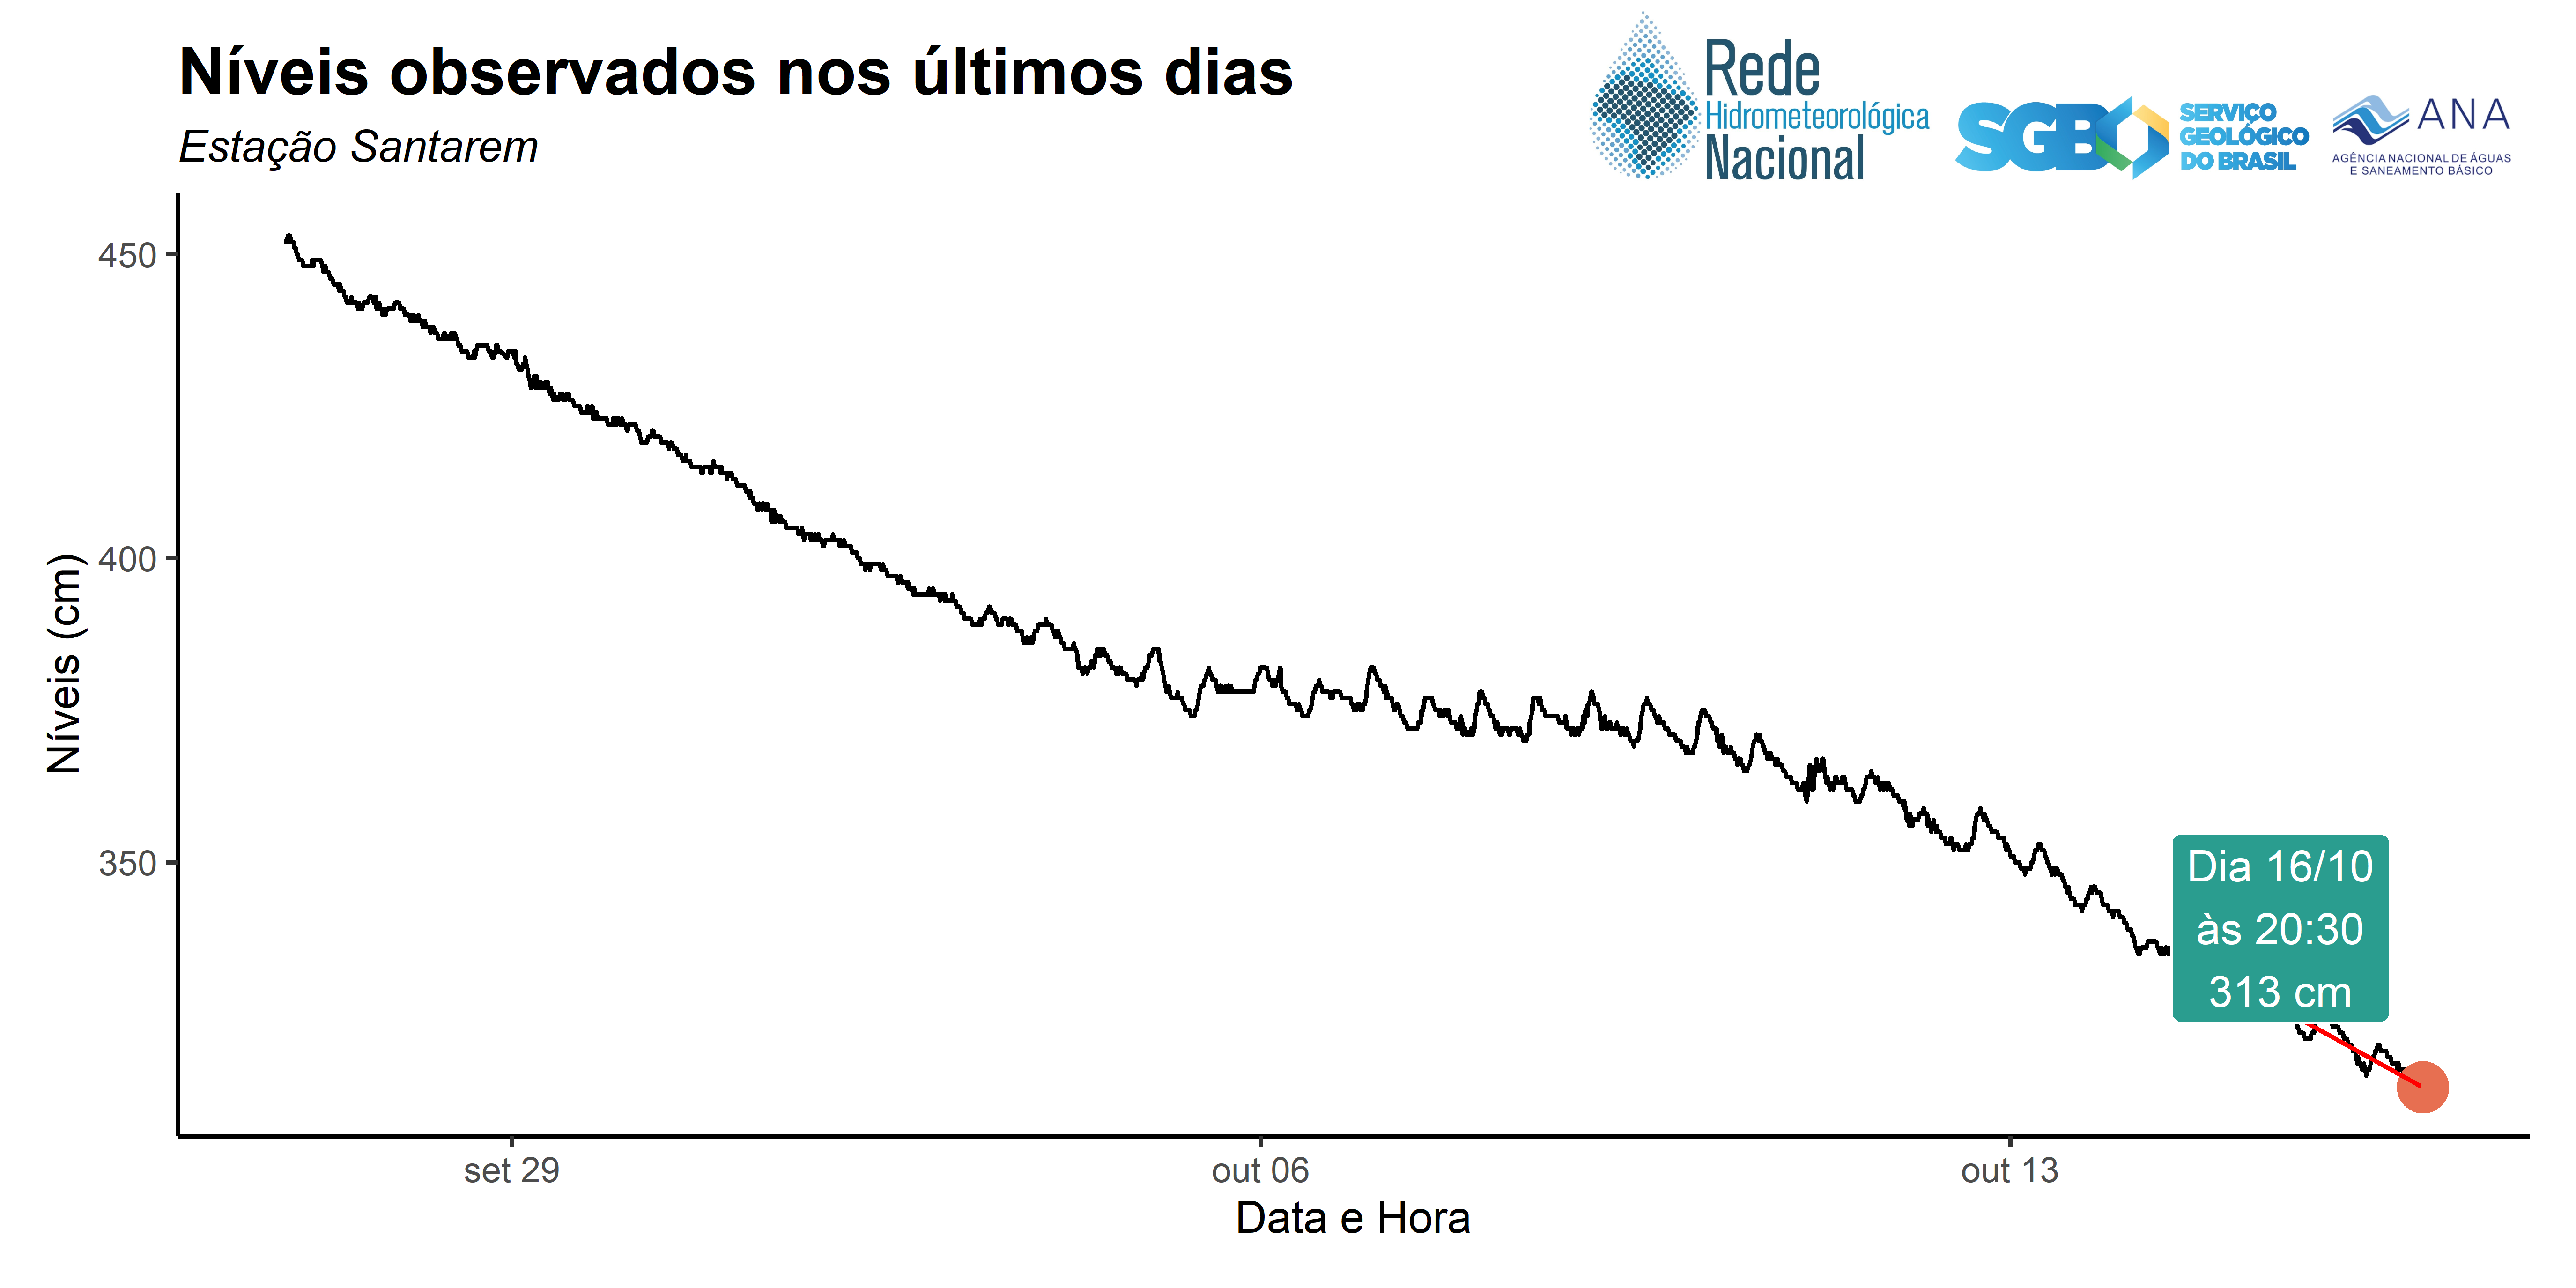 Níveis observados nos últimos dias
Estação Santarem
Rede
Hidrometeorológica
Nacional
SGB
SERVIÇO
GEOLÓGICO
DO BRASIL
ANA
AGÊNCIA NACIONAL DE ÁGUAS
E SANEAMENTO BÁSICO
Níveis (cm)
450
400
350
Dia 16/10
às 20:30
313 cm
set 29
out 06
out 13
Data e Hora